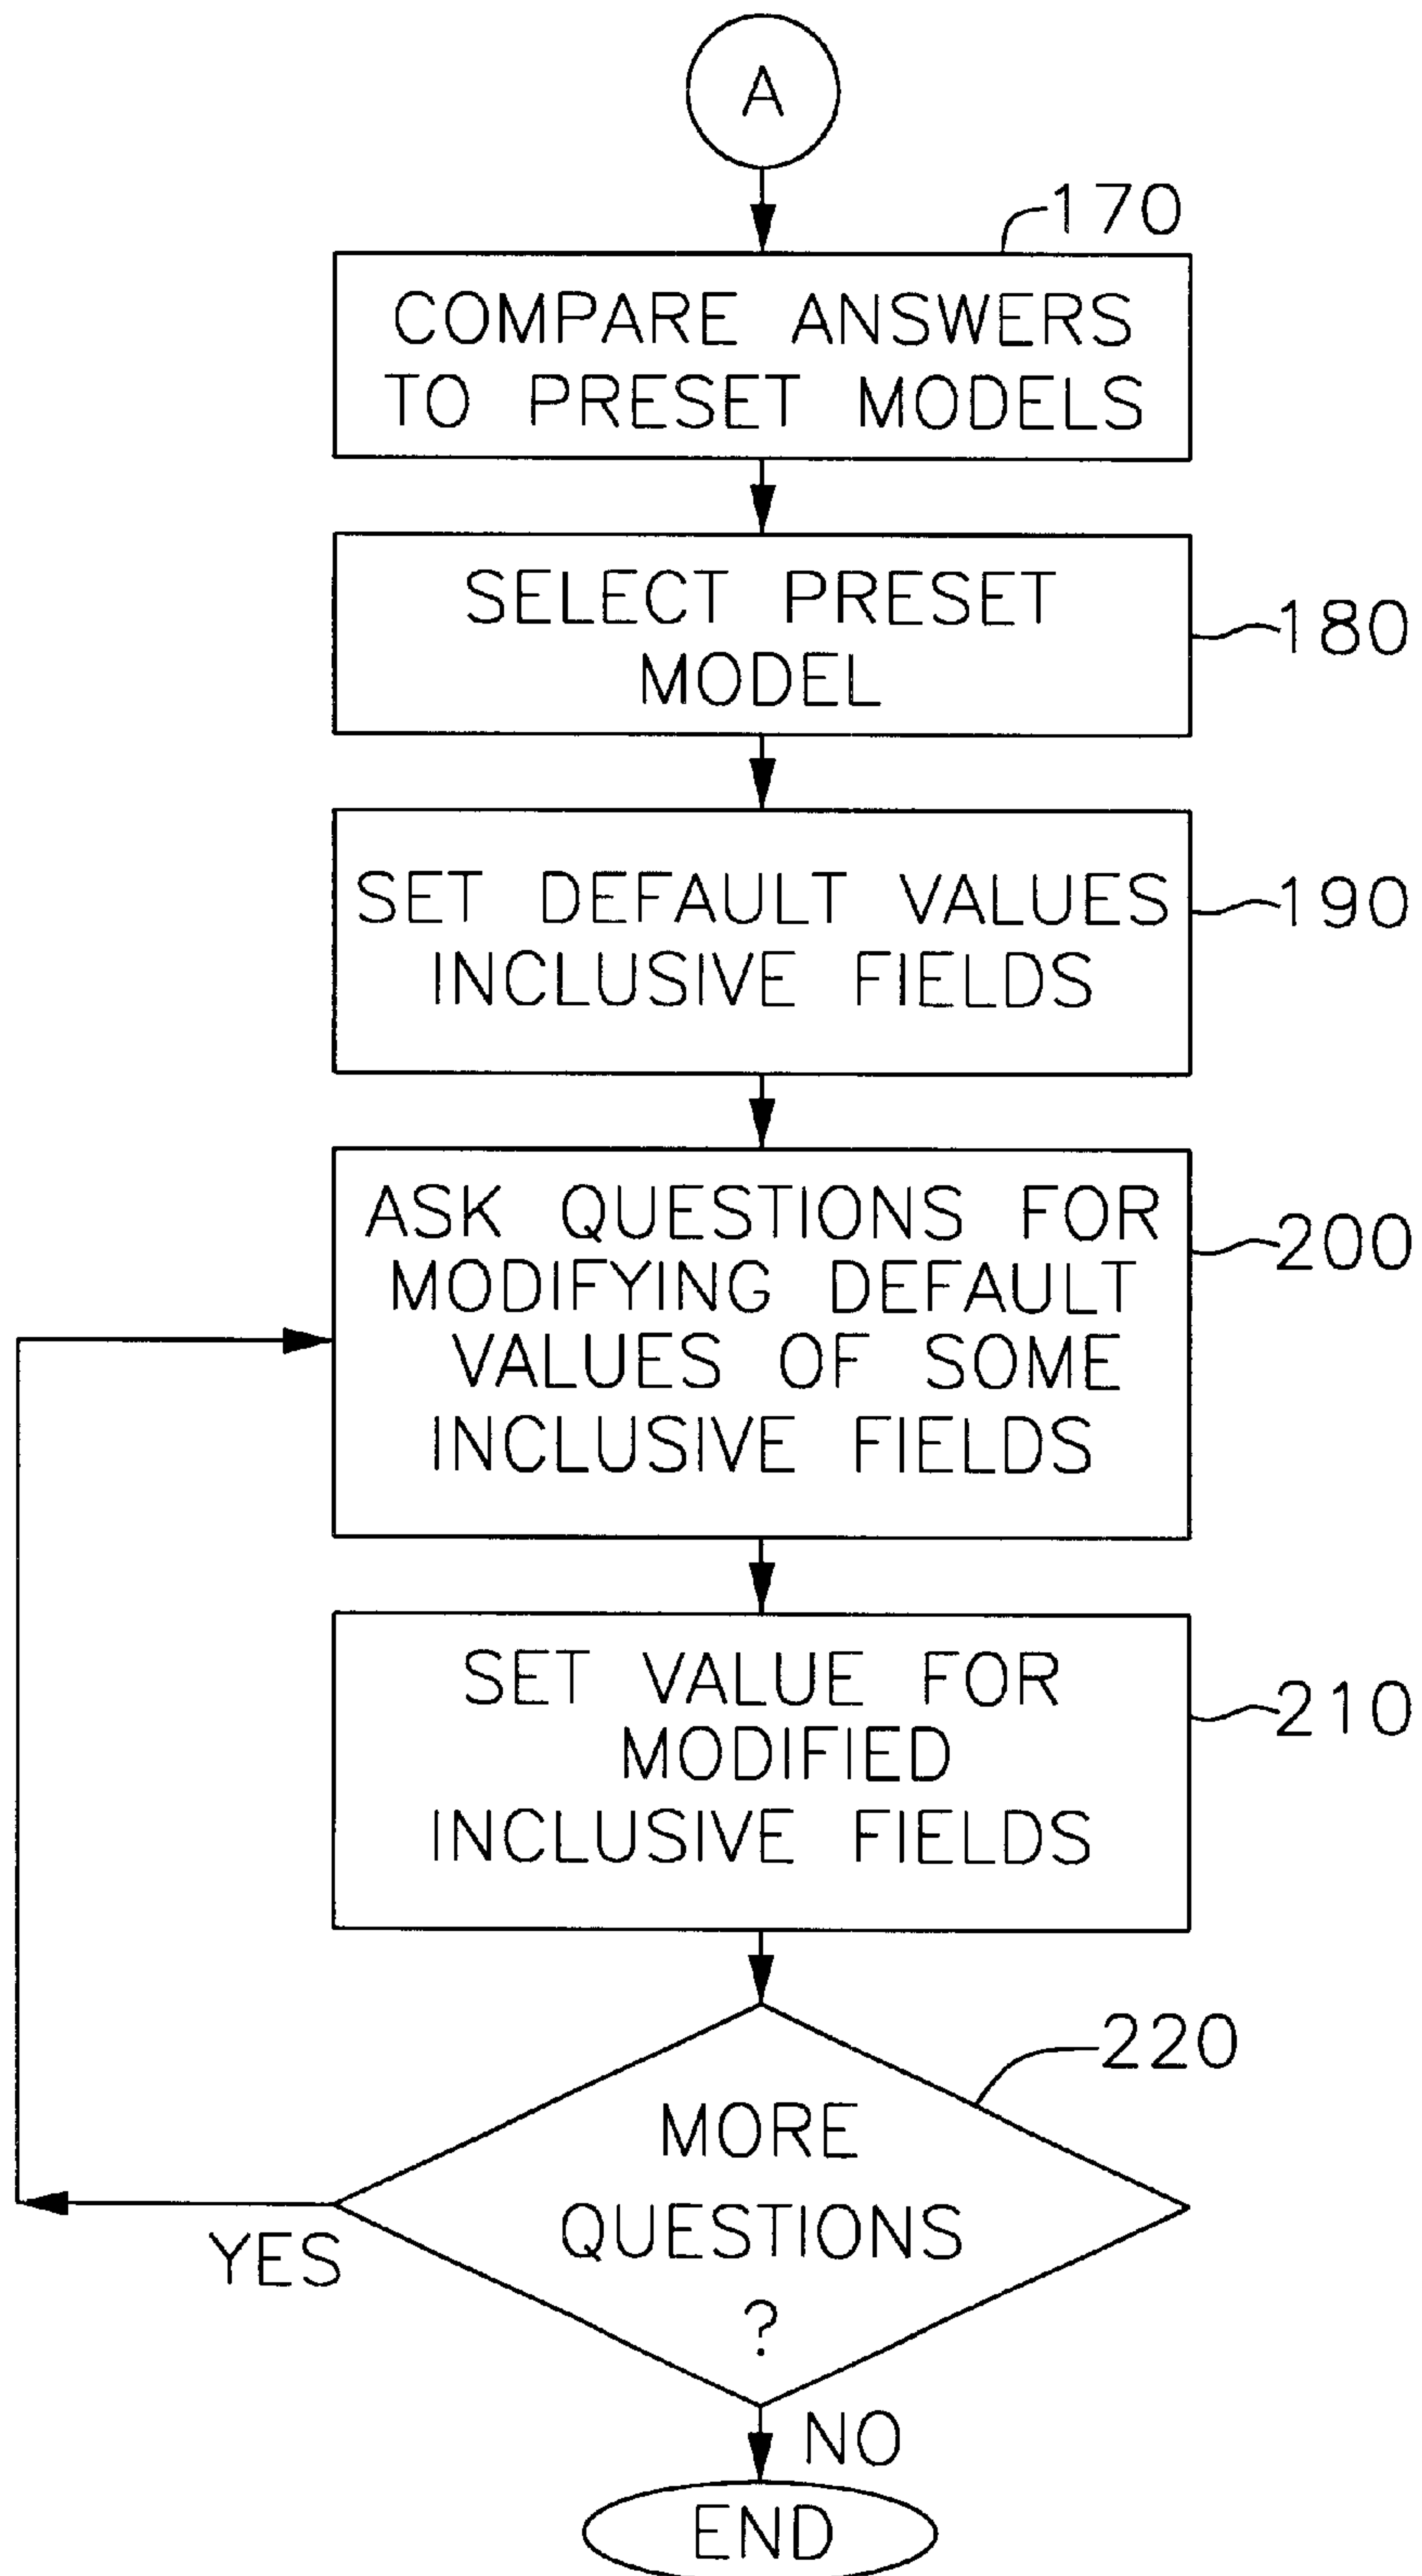 A
170
COMPARE ANSWERS
TO PRESET MODELS
SELECT PRESET
MODEL
180
SET DEFAULT VALUES
INCLUSIVE FIELDS
190
ASK QUESTIONS FOR
MODIFYING DEFAULT
VALUES OF SOME
INCLUSIVE FIELDS
200
SET VALUE FOR
MODIFIED
INCLUSIVE FIELDS
210
220
MORE
QUESTIONS
?
YES
NO
END